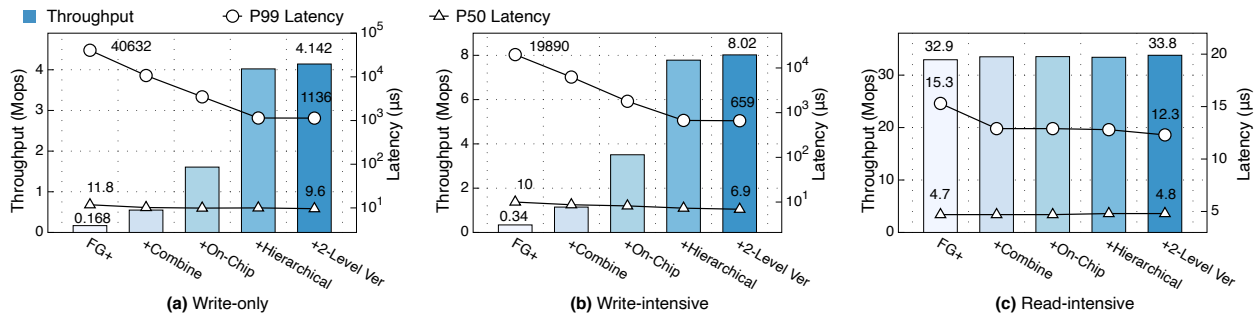 Throughput P99 Latency P50 Latency
Throughput (Mops)
0
1
2
3
4
40632
11.8
0.168
4.142
1136
9.6
10^5
10^4
10^3
10^2
10^1
Latency (μs)
FG+
+Combine
+On-Chip
+Hierarchical
+2-Level Ver
(a) Write-only
Throughput (Mops)
0
2
4
6
8
19890
10
0.34
8.02
659
6.9
10^4
10^3
10^2
10^1
Latency (μs)
FG+
+Combine
+On-Chip
+Hierarchical
+2-Level Ver
(b) Write-intensive
Throughput (Mops)
0
10
20
30
32.9
15.3
4.7
33.8
12.3
4.8
20
15
10
5
Latency (μs)
FG+
+Combine
+On-Chip
+Hierarchical
+2-Level Ver
(c) Read-intensive